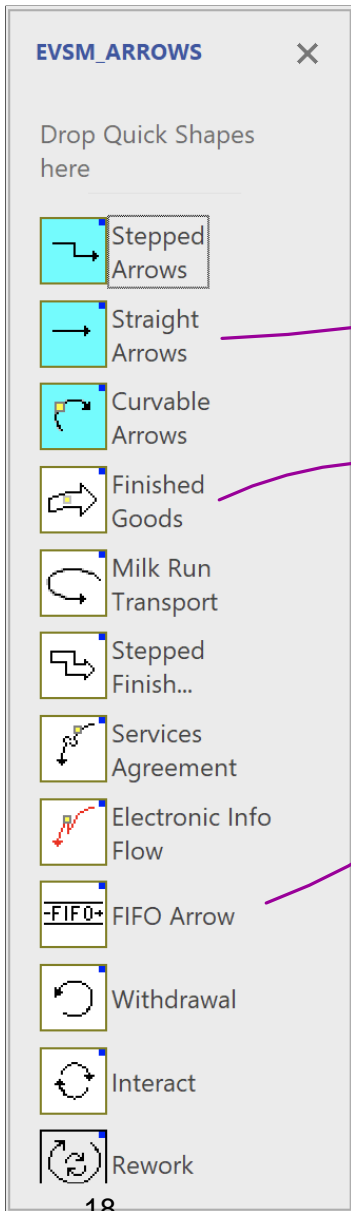 EVSM_ARROWS
Drop Quick Shapes
here
Stepped
Arrows
Straight
Arrows
Curvable
Arrows
Finished
Goods
Milk Run
Transport
Stepped
Finish...
Services
Agreement
Electronic Info
Flow
-FIFO→
FIFO Arrow
Withdrawal
Interact
Rework
18